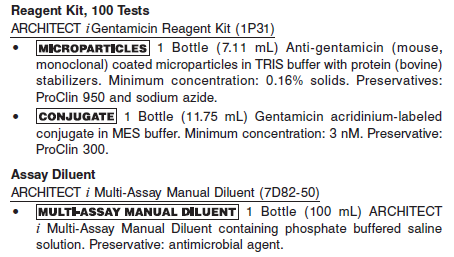 Reagent Kit, 100 Tests
ARCHITECT i Gentamicin Reagent Kit (1P31)
• MICROPARTICLES 1 Bottle (7.11 mL) Anti-gentamicin (mouse,
monoclonal) coated microparticles in TRIS buffer with protein (bovine)
stabilizers. Minimum concentration: 0.16% solids. Preservatives:
ProClin 950 and sodium azide.
• CONJUGATE 1 Bottle (11.75 mL) Gentamicin acridinium-labeled
conjugate in MES buffer. Minimum concentration: 3 nM. Preservative:
ProClin 300.
Assay Diluent
ARCHITECT i Multi-Assay Manual Diluent (7D82-50)
• MULTI-ASSAY MANUAL DILUENT 1 Bottle (100 mL) ARCHITECT
i Multi-Assay Manual Diluent containing phosphate buffered saline
solution. Preservative: antimicrobial agent.